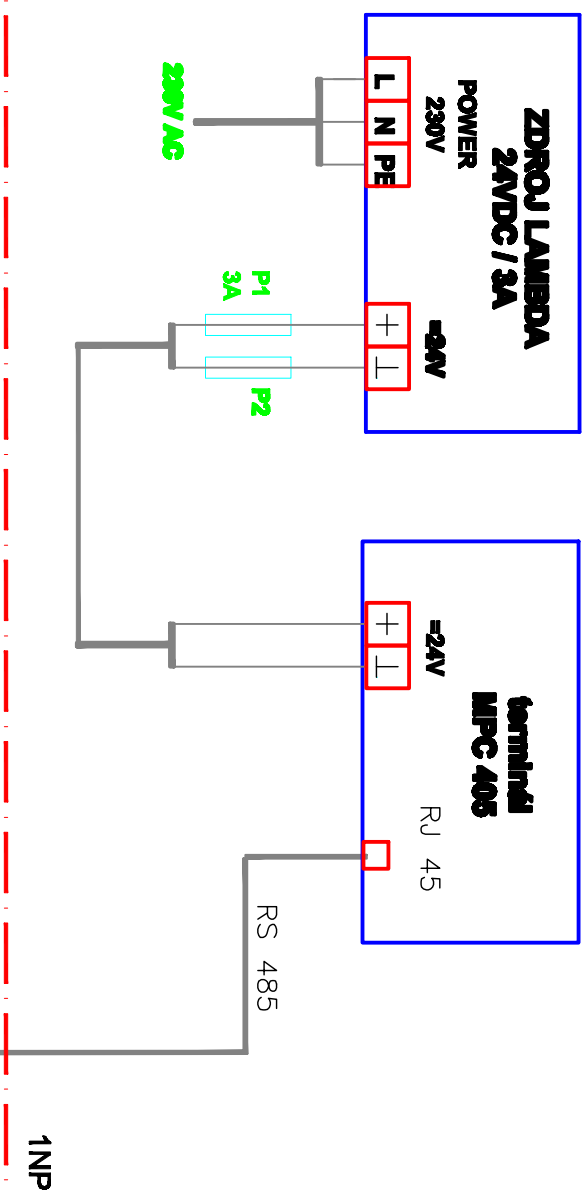 ZDROJ LAMBDA
24VDC / 3A
POWER
230V
L
N
PE
=24V
+
⊥
230V AC
P1
3A
P2
terminál
MPC 405
=24V
+
⊥
RJ 45
RS 485
1NP